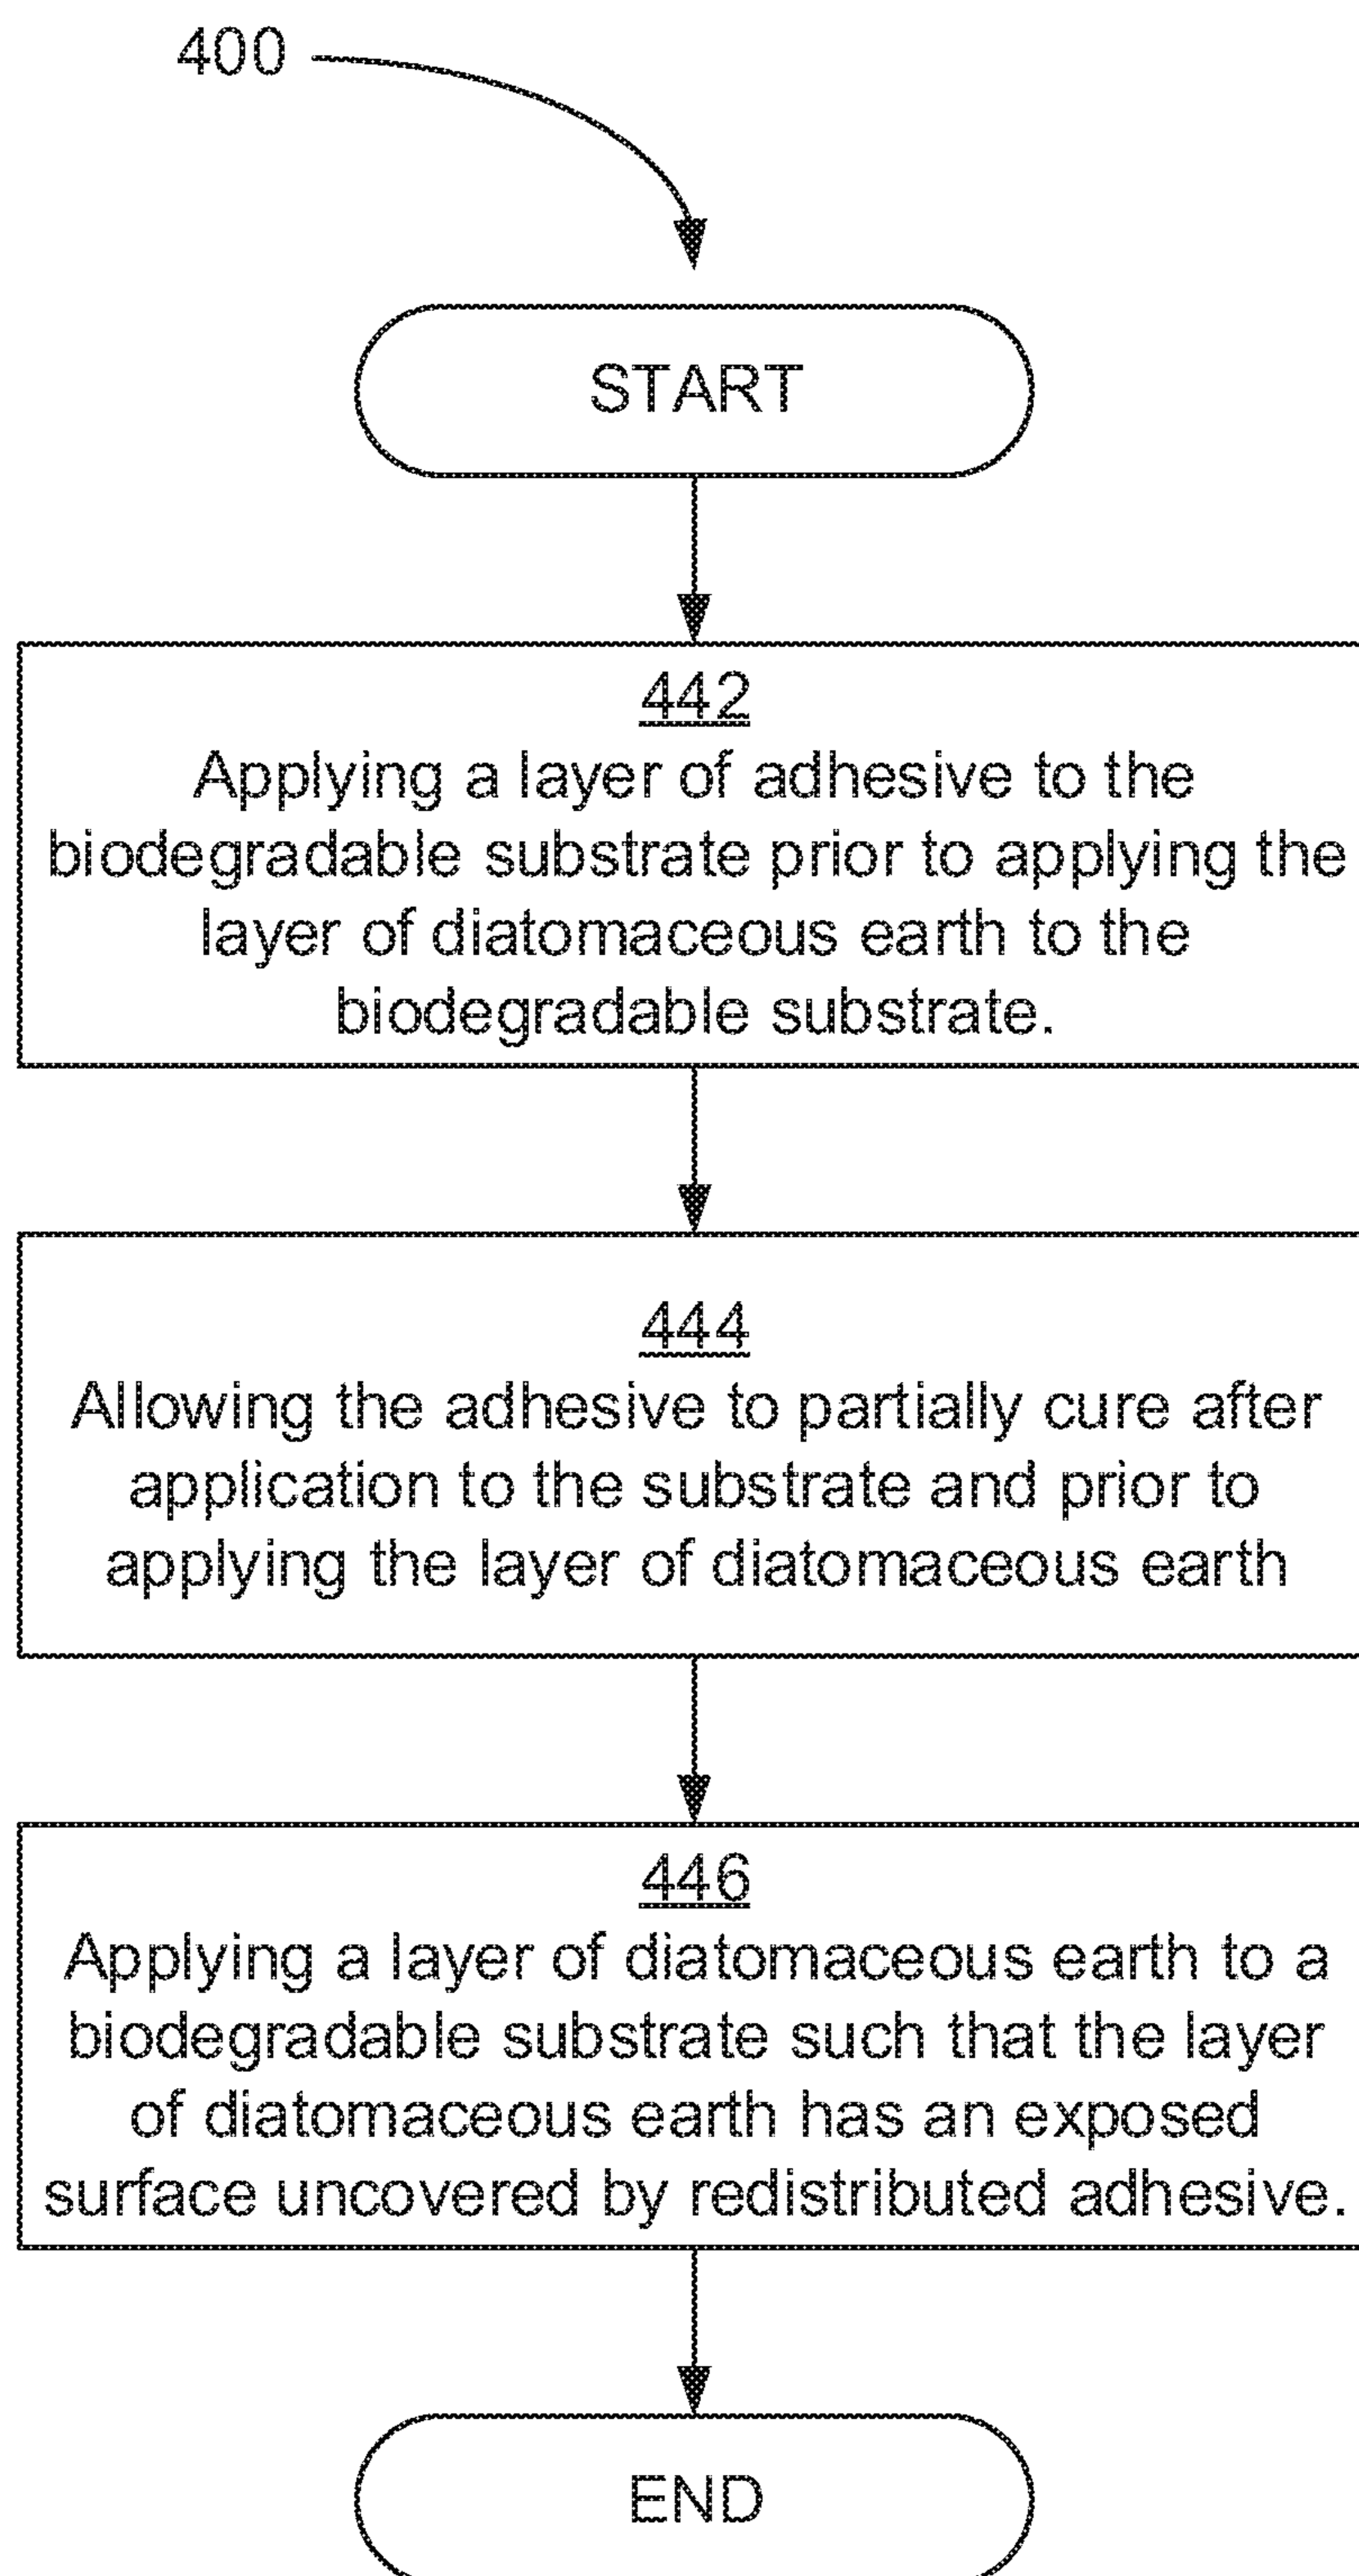 400
START
442
Applying a layer of adhesive to the
biodegradable substrate prior to applying the
layer of diatomaceous earth to the
biodegradable substrate.
444
Allowing the adhesive to partially cure after
application to the substrate and prior to
applying the layer of diatomaceous earth
446
Applying a layer of diatomaceous earth to a
biodegradable substrate such that the layer
of diatomaceous earth has an exposed
surface uncovered by redistributed adhesive.
END